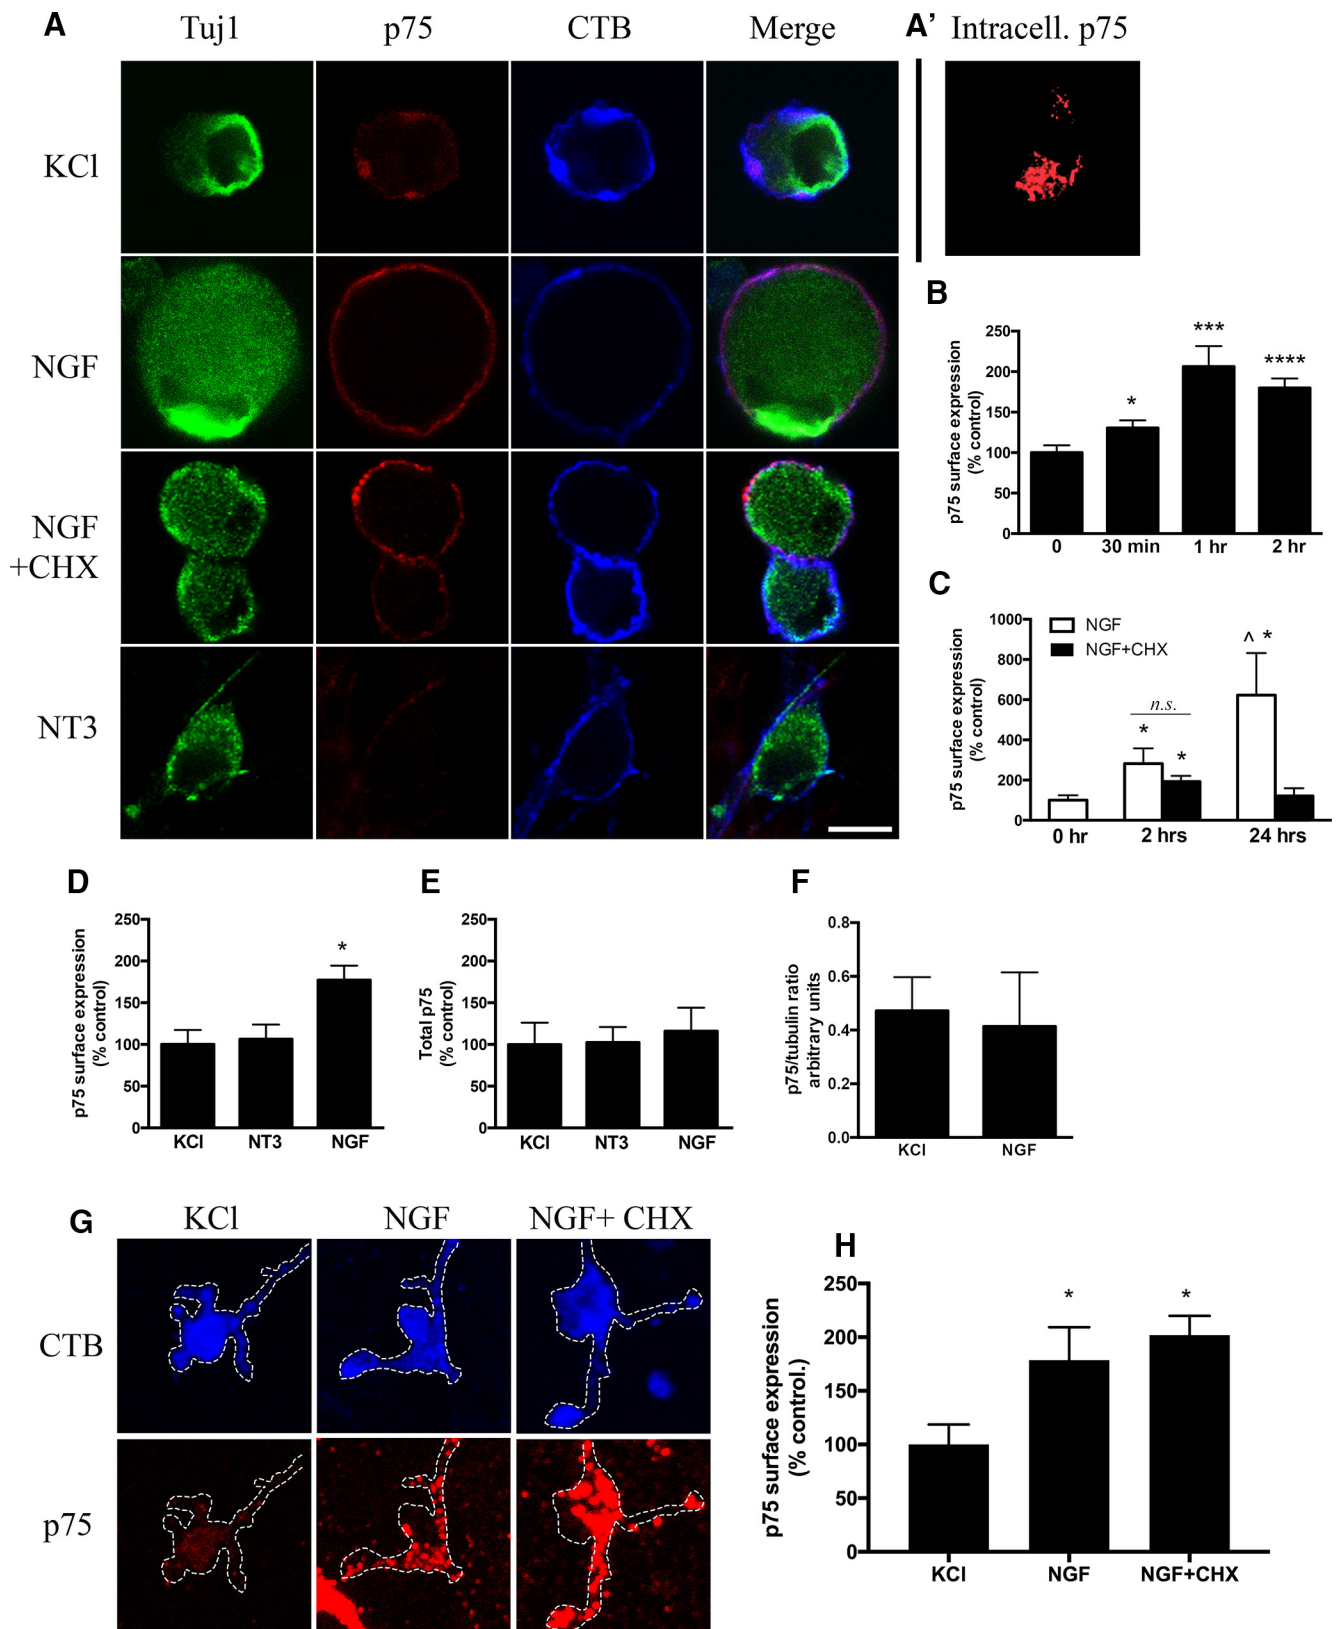 A Tuj1 p75 CTB Merge A’ Intracell. p75
KCl
NGF
NGF
+CHX
NT3
B
p75 surface expression
(% control)
250
200
150
100
50
0
* *** ****
0 30 min 1 hr 2 hr
C
p75 surface expression
(% control)
1000
800
600
400
200
0
NGF
NGF+CHX
n.s.
* * ^ *
0 hr 2 hrs 24 hrs
D
p75 surface expression
(% control)
250
200
150
100
50
0
*
KCl NT3 NGF
E
Total p75
(% control)
250
200
150
100
50
0
KCl NT3 NGF
F
p75/tubulin ratio
arbitrary units
0.8
0.6
0.4
0.2
0.0
KCl NGF
G KCl NGF NGF+ CHX
CTB
p75
H
p75 surface expression
(% control.)
250
200
150
100
50
0
* *
KCl NGF NGF+CHX